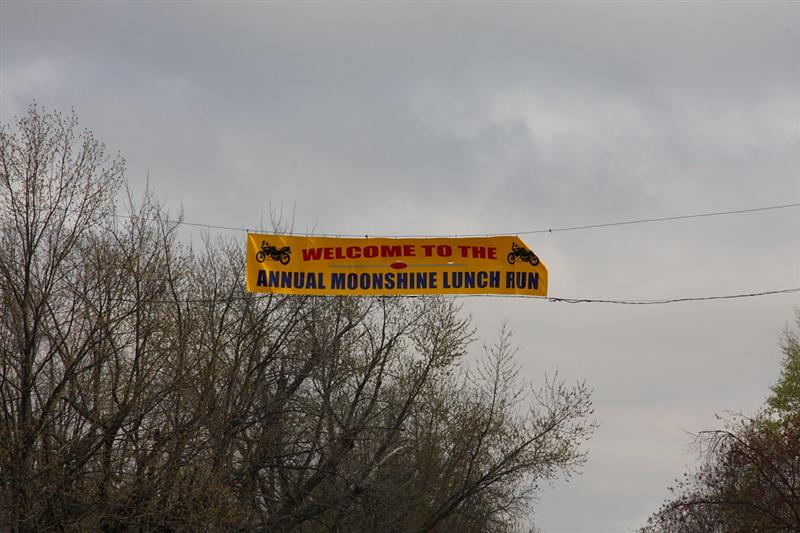 WELCOME TO THE
ANNUAL MOONSHINE LUNCH RUN